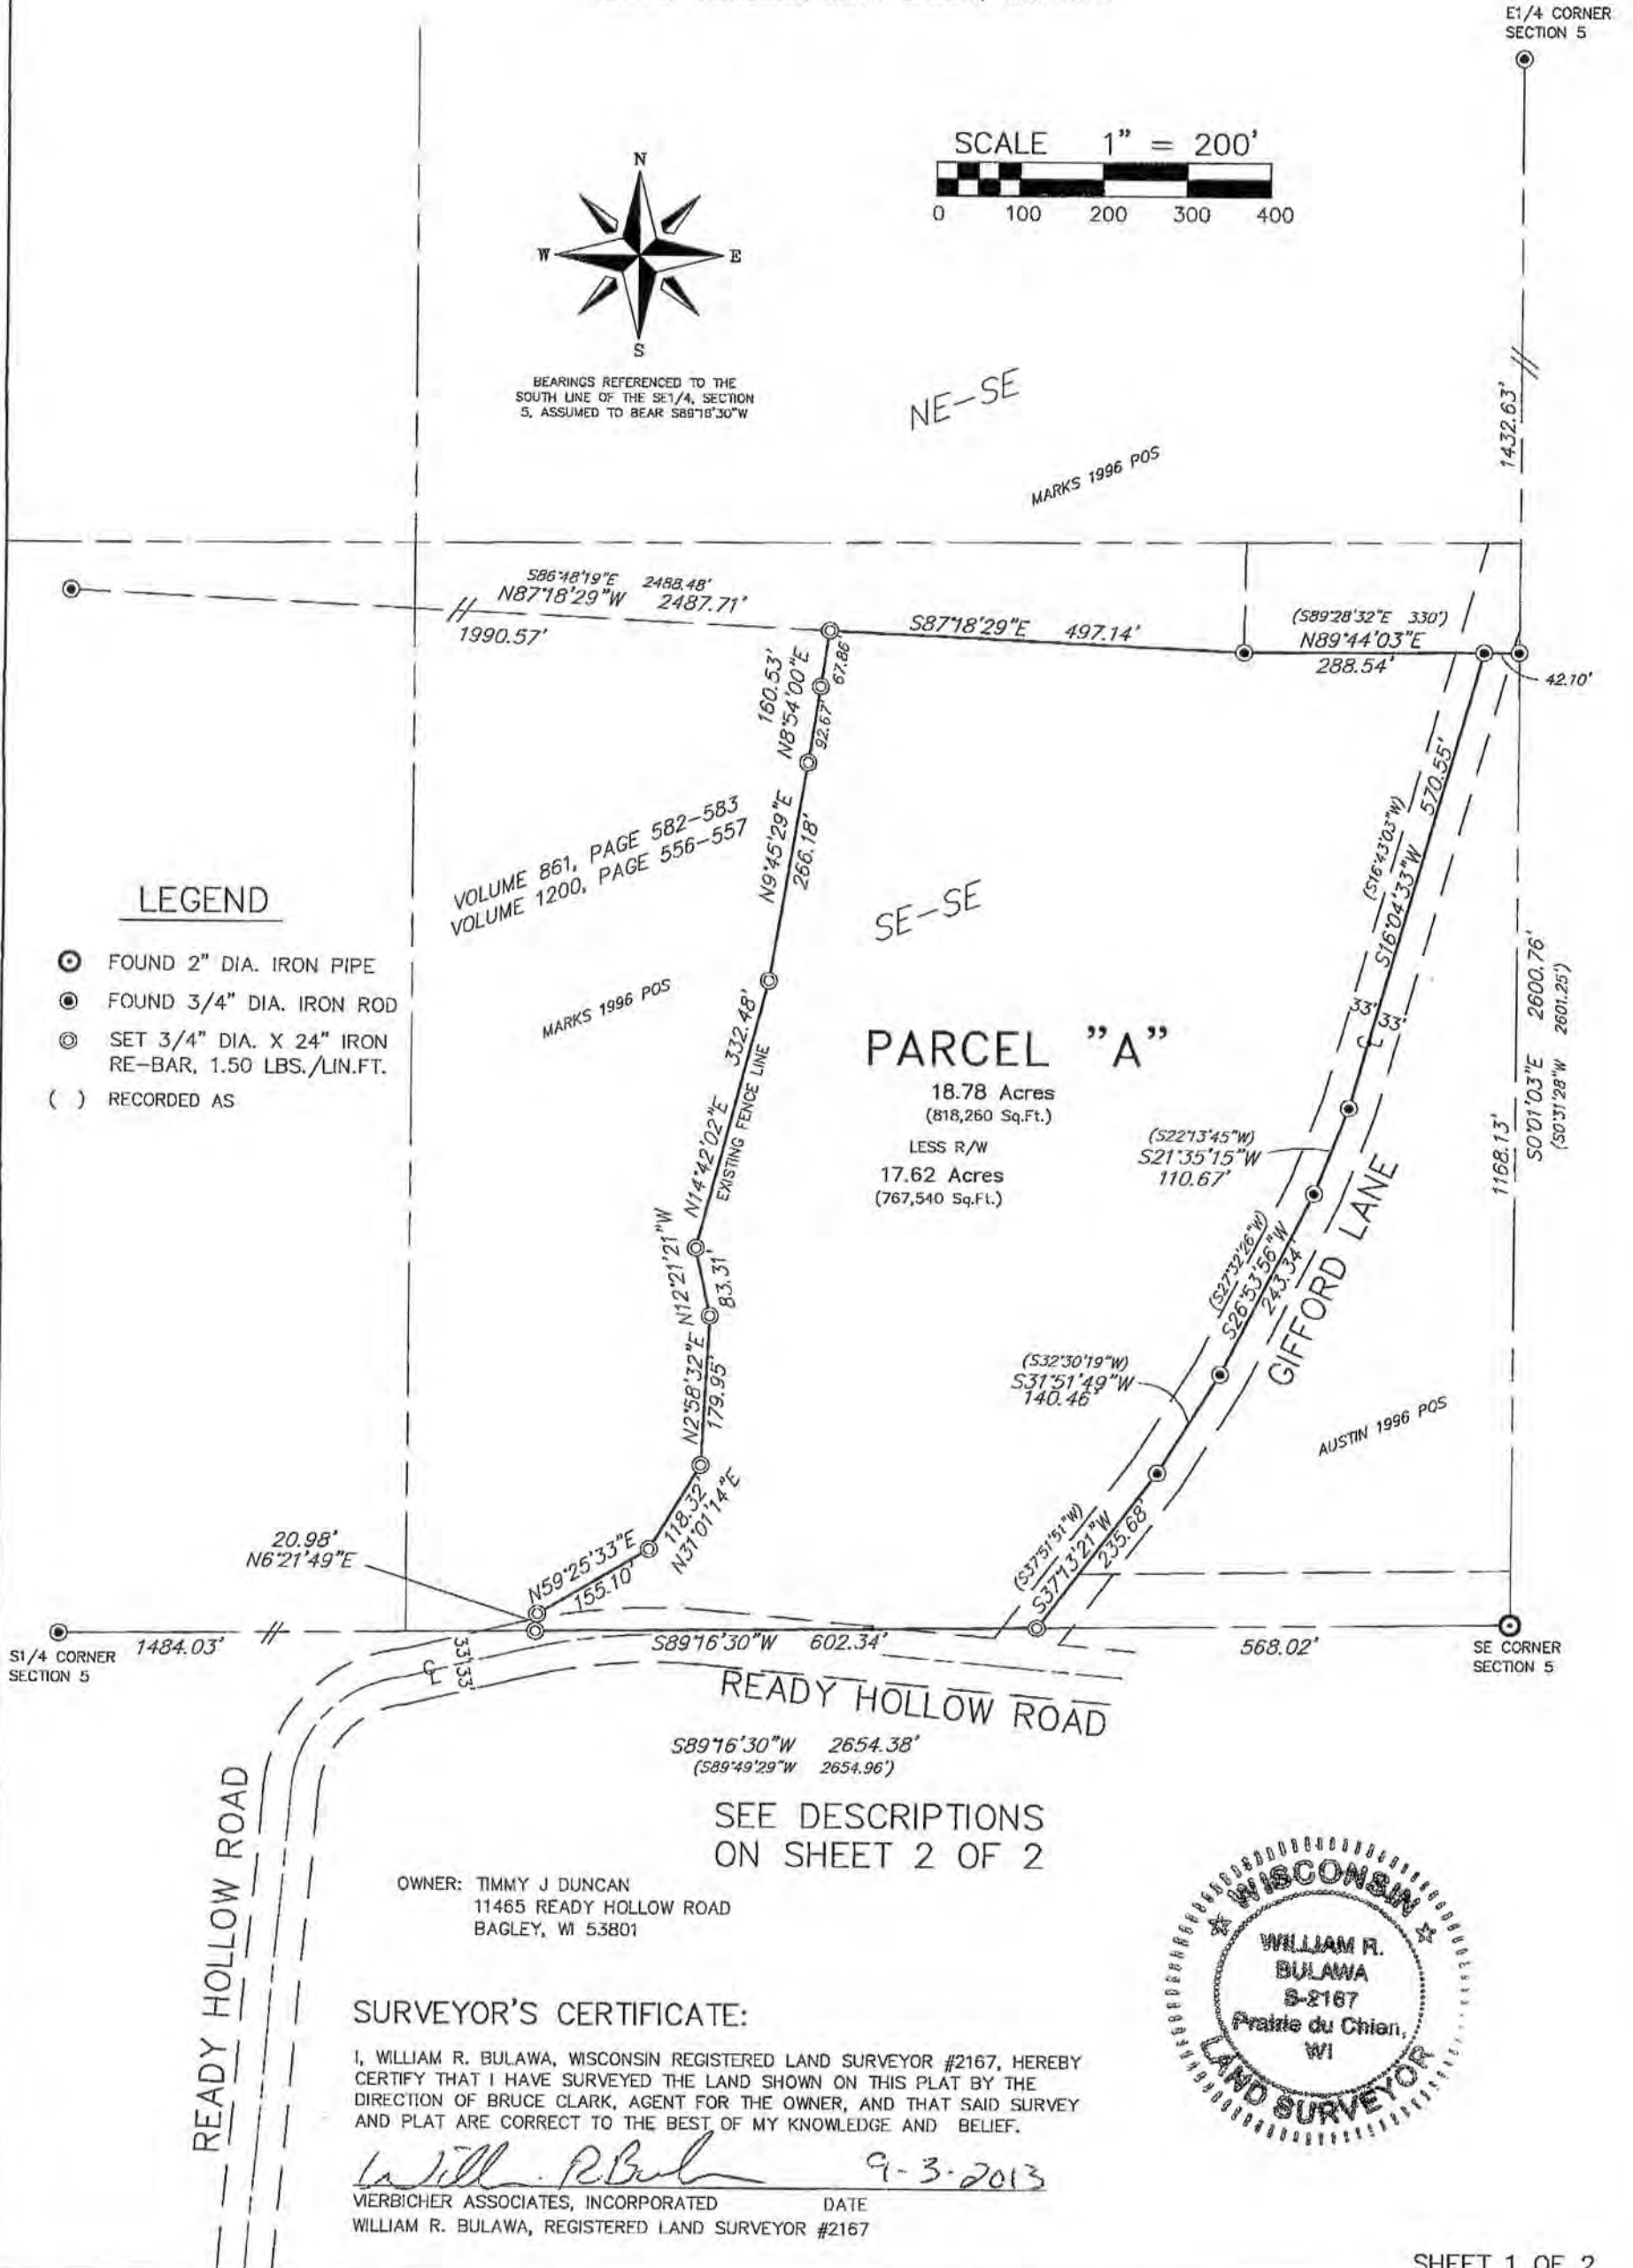 E1/4 CORNER
SECTION 5
SCALE 1" = 200'
0 100 200 300 400
N
W E
S
BEARINGS REFERENCED TO THE
SOUTH LINE OF THE SE1/4, SECTION
5, ASSUMED TO BEAR S89°16'30"W
NE-SE
MARKS 1996 POS
1432.63'
S86°48'19"E 2488.48'
N87°18'29"W 2487.71'
1990.57'
S87°18'29"E 497.14'
(S89°28'32"E 330')
N89°44'03"E
288.54'
42.10'
160.53'
N8°54'00"E
67.86'
92.67'
N9°45'29"E
266.18'
VOLUME 861, PAGE 582-583
VOLUME 1200, PAGE 556-557
MARKS 1996 POS
SE-SE
(S16°43'03"W)
S16°04'33"W 570.55'
33' 33'
CL
LEGEND
FOUND 2" DIA. IRON PIPE
FOUND 3/4" DIA. IRON ROD
SET 3/4" DIA. X 24" IRON
RE-BAR, 1.50 LBS./LIN.FT.
( ) RECORDED AS
N14°42'02"E 332.48'
EXISTING FENCE LINE
PARCEL "A"
18.78 Acres
(818,260 Sq.Ft.)
LESS R/W
17.62 Acres
(767,540 Sq.Ft.)
1168.13'
S0°01'03"E 2600.76'
(S0°31'28"W 2601.25')
(S22°13'45"W)
S21°35'15"W
110.67'
(S27°32'26"W)
S26°53'56"W
243.34'
GIFFORD LANE
N12°21'21"W
83.31'
N2°58'32"E
179.95'
(S32°30'19"W)
S31°51'49"W
140.46'
AUSTIN 1996 POS
118.32'
N31°01'14"E
N59°25'33"E
155.10'
20.98'
N6°21'49"E
(S37°51'51"W)
S37°13'21"W
235.68'
S1/4 CORNER
SECTION 5
1484.03'
S89°16'30"W 602.34'
568.02'
SE CORNER
SECTION 5
33' 33'
CL
READY HOLLOW ROAD
S89°16'30"W 2654.38'
(S89°49'29"W 2654.96')
READY HOLLOW ROAD
SEE DESCRIPTIONS
ON SHEET 2 OF 2
OWNER: TIMMY J DUNCAN
11465 READY HOLLOW ROAD
BAGLEY, WI 53801
WISCONSIN
WILLIAM R.
BULAWA
S-2167
Prairie du Chien,
WI
LAND SURVEYOR
SURVEYOR'S CERTIFICATE:
I, WILLIAM R. BULAWA, WISCONSIN REGISTERED LAND SURVEYOR #2167, HEREBY
CERTIFY THAT I HAVE SURVEYED THE LAND SHOWN ON THIS PLAT BY THE
DIRECTION OF BRUCE CLARK, AGENT FOR THE OWNER, AND THAT SAID SURVEY
AND PLAT ARE CORRECT TO THE BEST OF MY KNOWLEDGE AND BELIEF.
9-3-2013
VIERBICHER ASSOCIATES, INCORPORATED DATE
WILLIAM R. BULAWA, REGISTERED LAND SURVEYOR #2167
SHEET 1 OF 2